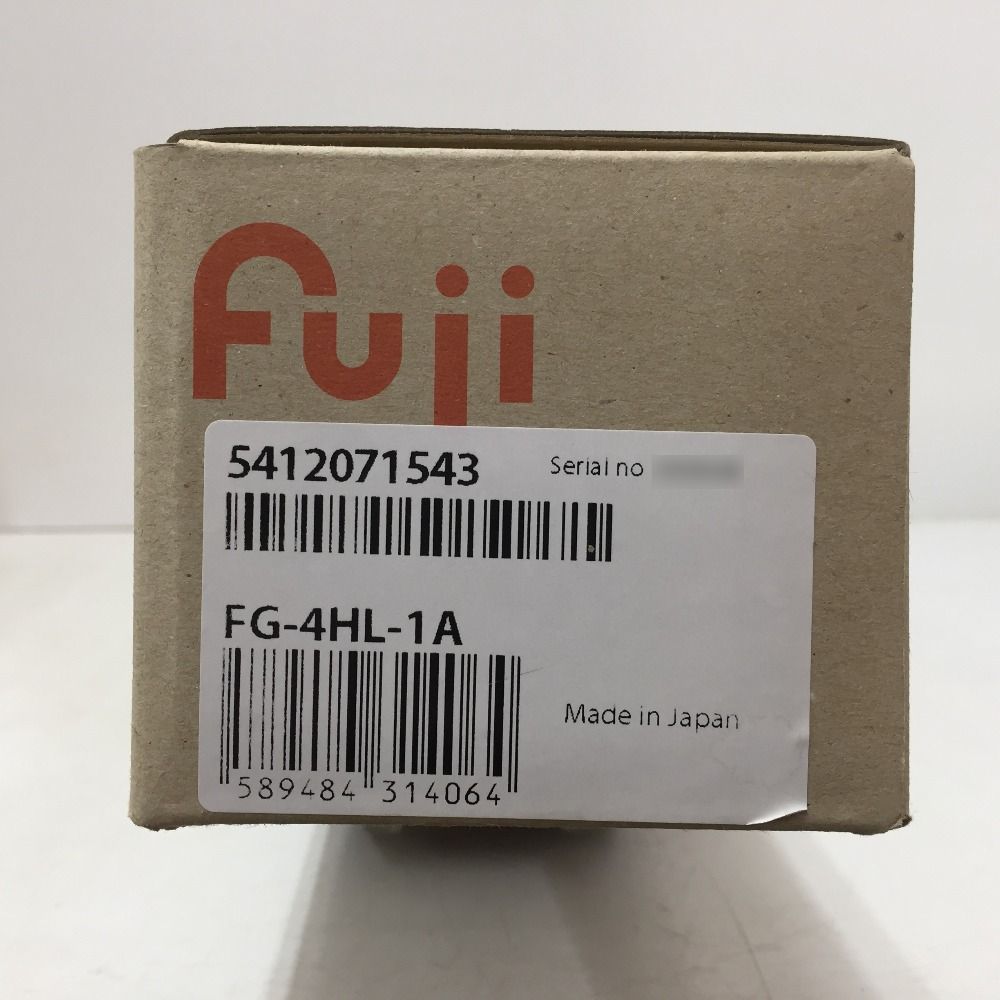 Fuji
5412071543 Serial no
FG-4HL-1A
Made in Japan
589484 314064